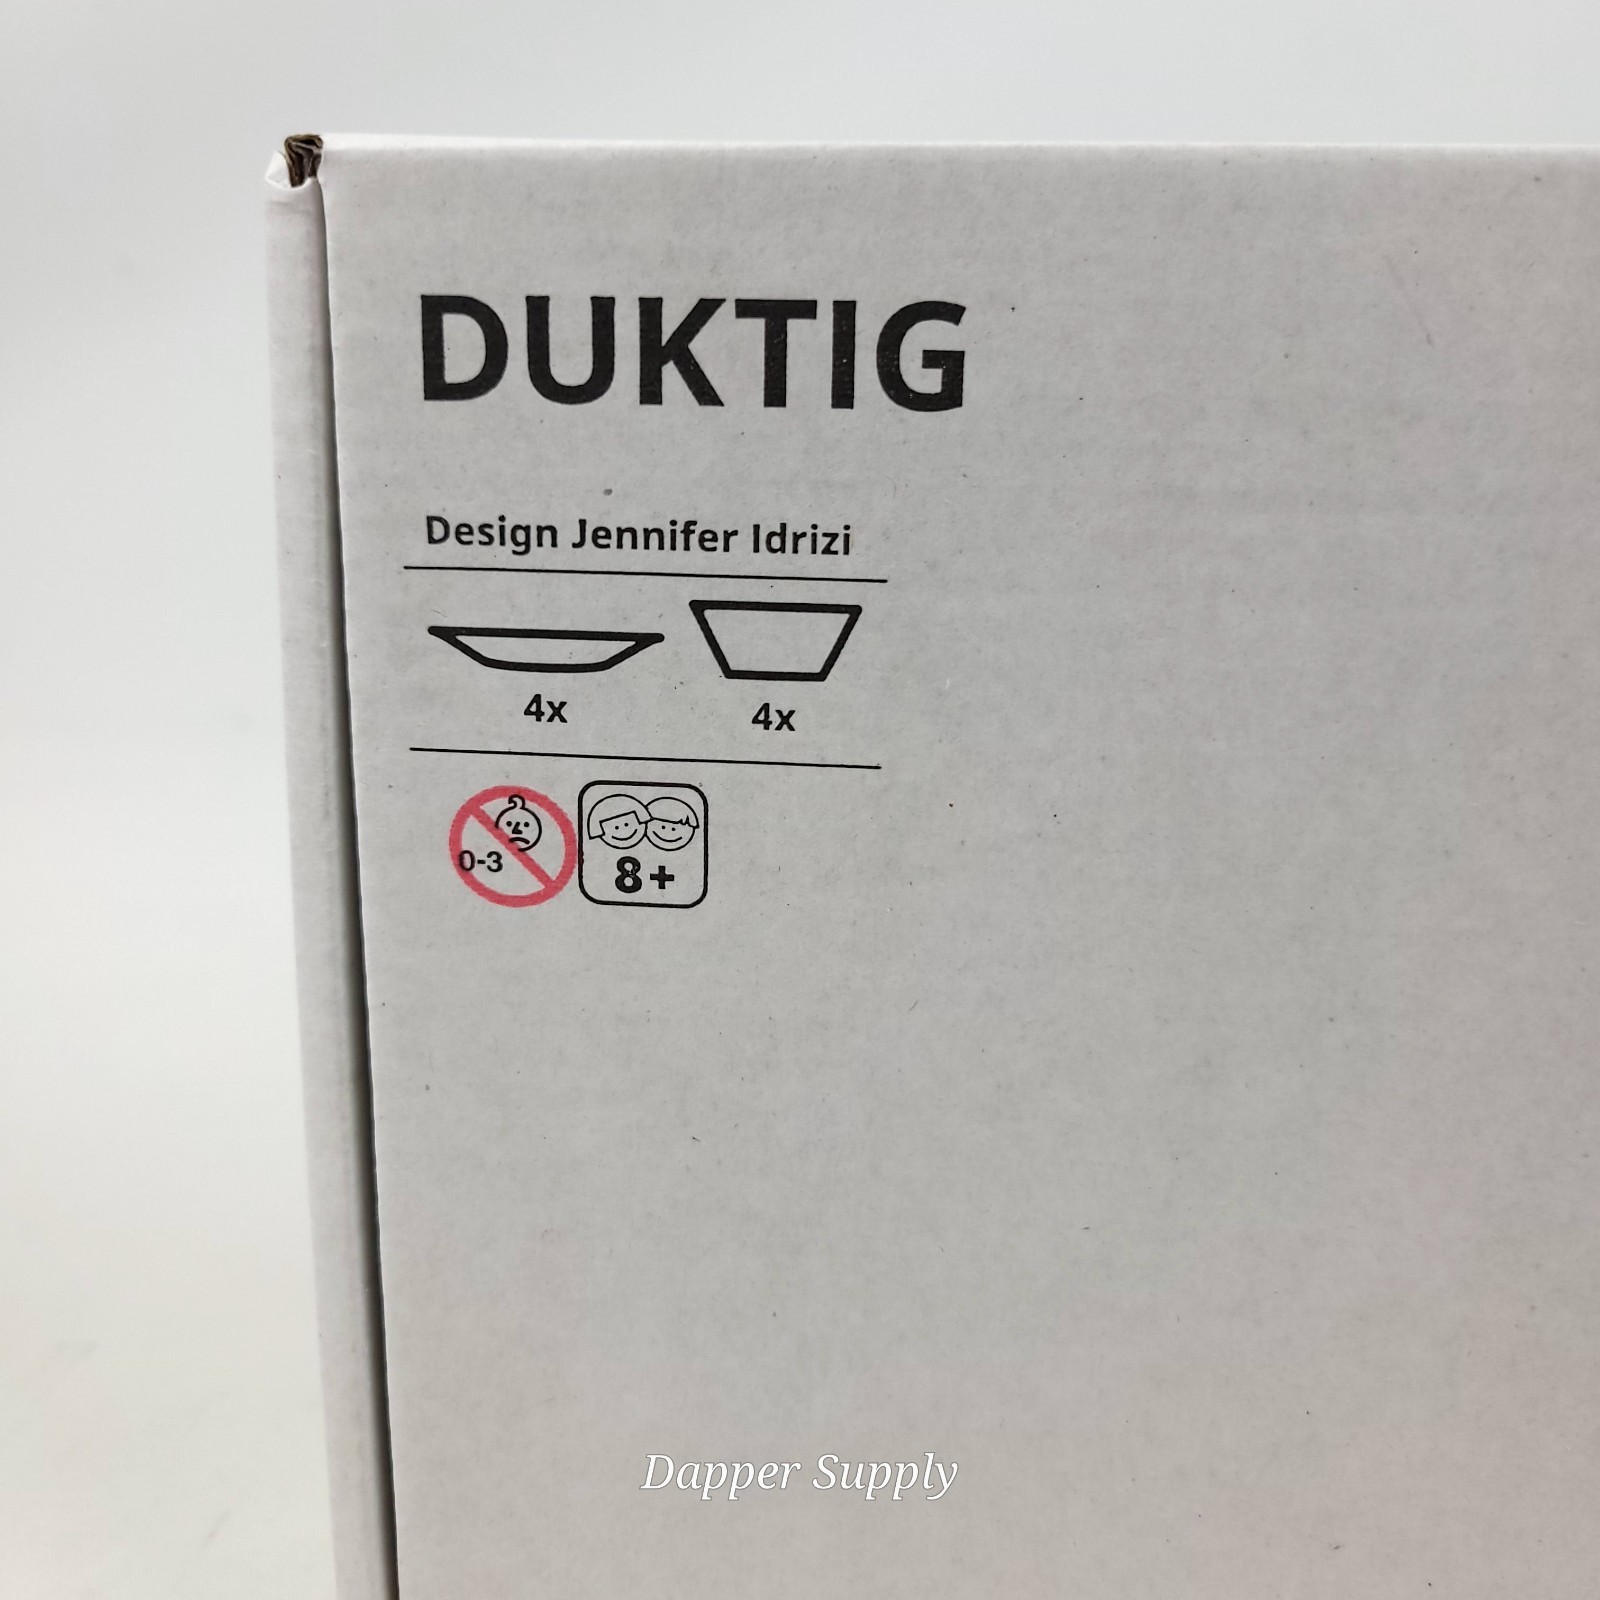 DUKTIG
Design Jennifer Idrizi
4x 4x
0-3 8+
Dapper Supply